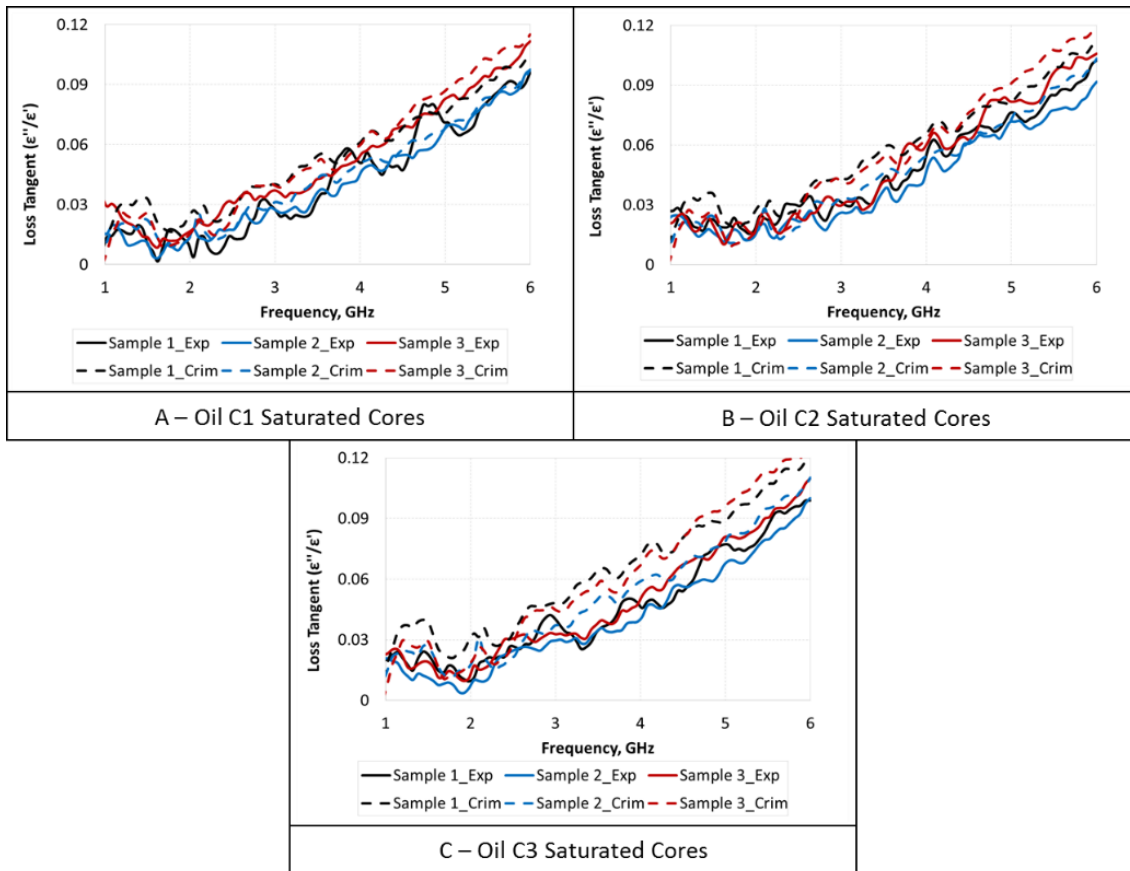 0.12
0.09
0.06
0.03
0
Loss Tangent (ε''/ε')
1 2 3 4 5 6
Frequency, GHz
Sample 1_Exp Sample 2_Exp Sample 3_Exp
Sample 1_Crim Sample 2_Crim Sample 3_Crim
A – Oil C1 Saturated Cores
0.12
0.09
0.06
0.03
0
Loss Tangent (ε''/ε')
1 2 3 4 5 6
Frequency, GHz
Sample 1_Exp Sample 2_Exp Sample 3_Exp
Sample 1_Crim Sample 2_Crim Sample 3_Crim
B – Oil C2 Saturated Cores
0.12
0.09
0.06
0.03
0
Loss Tangent (ε''/ε')
1 2 3 4 5 6
Frequency, GHz
Sample 1_Exp Sample 2_Exp Sample 3_Exp
Sample 1_Crim Sample 2_Crim Sample 3_Crim
C – Oil C3 Saturated Cores